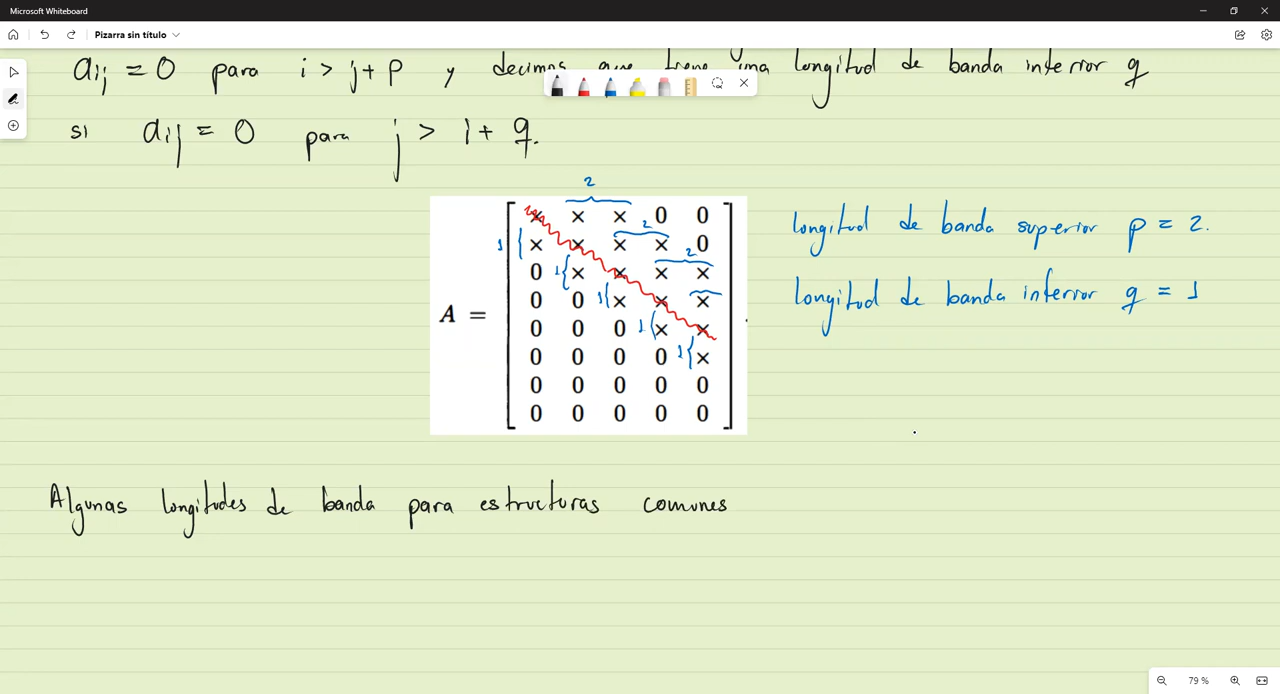 Microsoft Whiteboard
Pizarra sin título
aij = 0 para i > j + p y decimos que tiene una longitud de banda inferior q
si aij = 0 para j > i + q.
2
× × × 0 0
2
1 × × × × 0
2
0 1 × × × ×
0 0 1 × × ×
A =
0 0 0 1 × ×
0 0 0 0 1 ×
0 0 0 0 0
0 0 0 0 0
longitud de banda superior p = 2.
longitud de banda inferior q = 1
Algunas longitudes de banda para estructuras comunes
79 %